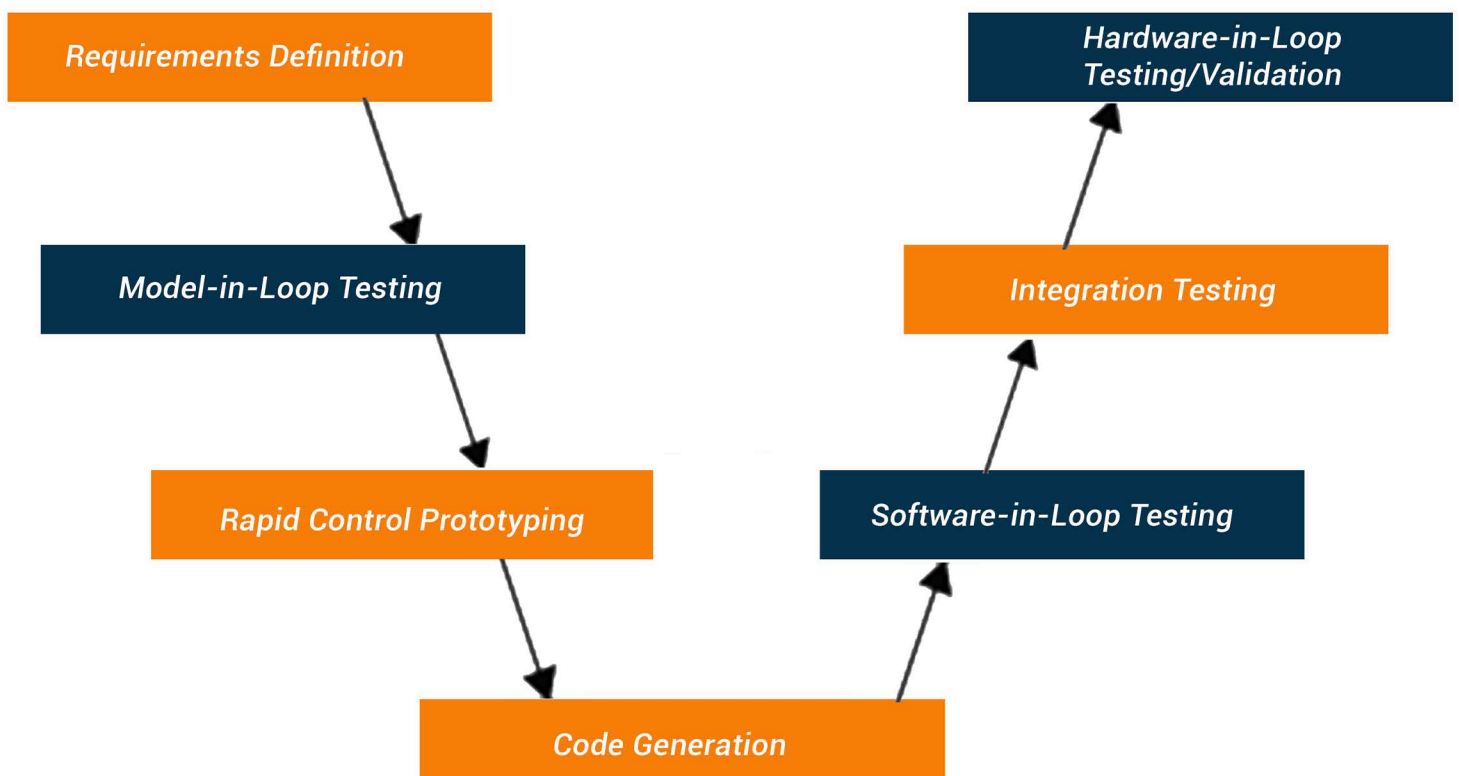 Requirements Definition
Model-in-Loop Testing
Rapid Control Prototyping
Code Generation
Software-in-Loop Testing
Integration Testing
Hardware-in-Loop
Testing/Validation